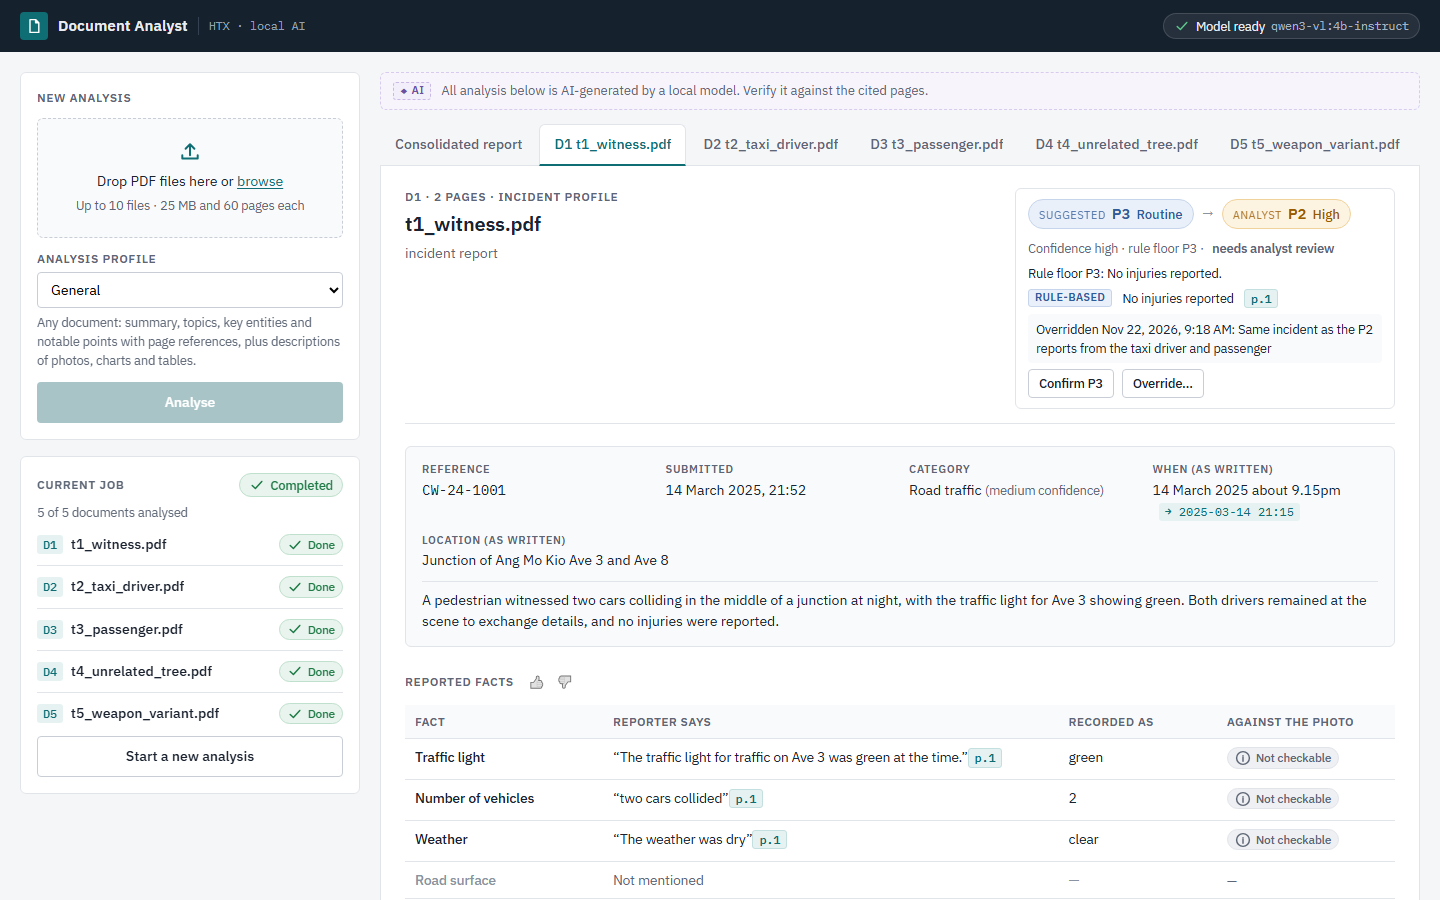 Document Analyst
HTX · local AI
Model ready qwen3-vl:4b-instruct
NEW ANALYSIS
Drop PDF files here or browse
Up to 10 files · 25 MB and 60 pages each
ANALYSIS PROFILE
General
Any document: summary, topics, key entities and
notable points with page references, plus descriptions
of photos, charts and tables.
Analyse
CURRENT JOB
Completed
5 of 5 documents analysed
D1 t1_witness.pdf Done
D2 t2_taxi_driver.pdf Done
D3 t3_passenger.pdf Done
D4 t4_unrelated_tree.pdf Done
D5 t5_weapon_variant.pdf Done
Start a new analysis
AI All analysis below is AI-generated by a local model. Verify it against the cited pages.
Consolidated report
D1 t1_witness.pdf
D2 t2_taxi_driver.pdf
D3 t3_passenger.pdf
D4 t4_unrelated_tree.pdf
D5 t5_weapon_variant.pdf
D1 · 2 PAGES · INCIDENT PROFILE
t1_witness.pdf
incident report
SUGGESTED P3 Routine → ANALYST P2 High
Confidence high · rule floor P3 · needs analyst review
Rule floor P3: No injuries reported.
RULE-BASED No injuries reported p.1
Overridden Nov 22, 2026, 9:18 AM: Same incident as the P2
reports from the taxi driver and passenger
Confirm P3
Override...
REFERENCE
CW-24-1001
SUBMITTED
14 March 2025, 21:52
CATEGORY
Road traffic (medium confidence)
WHEN (AS WRITTEN)
14 March 2025 about 9.15pm
→ 2025-03-14 21:15
LOCATION (AS WRITTEN)
Junction of Ang Mo Kio Ave 3 and Ave 8
A pedestrian witnessed two cars colliding in the middle of a junction at night, with the traffic light for Ave 3 showing green. Both drivers remained at the
scene to exchange details, and no injuries were reported.
REPORTED FACTS
FACT REPORTER SAYS RECORDED AS AGAINST THE PHOTO
Traffic light “The traffic light for traffic on Ave 3 was green at the time.” p.1 green Not checkable
Number of vehicles “two cars collided” p.1 2 Not checkable
Weather “The weather was dry” p.1 clear Not checkable
Road surface Not mentioned — —